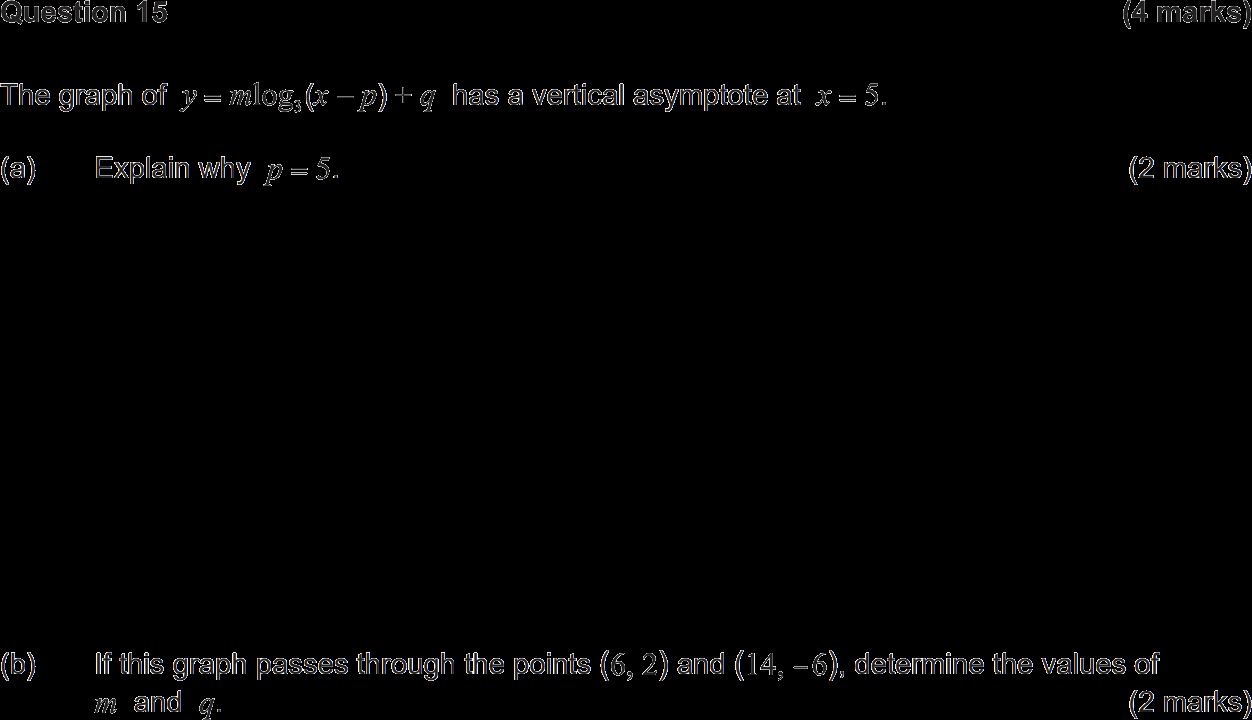 Question 15 (4 marks)
The graph of y = mlog₃(x − p) + q has a vertical asymptote at x = 5.
(a) Explain why p = 5. (2 marks)
(b) If this graph passes through the points (6, 2) and (14, −6), determine the values of
m and q. (2 marks)